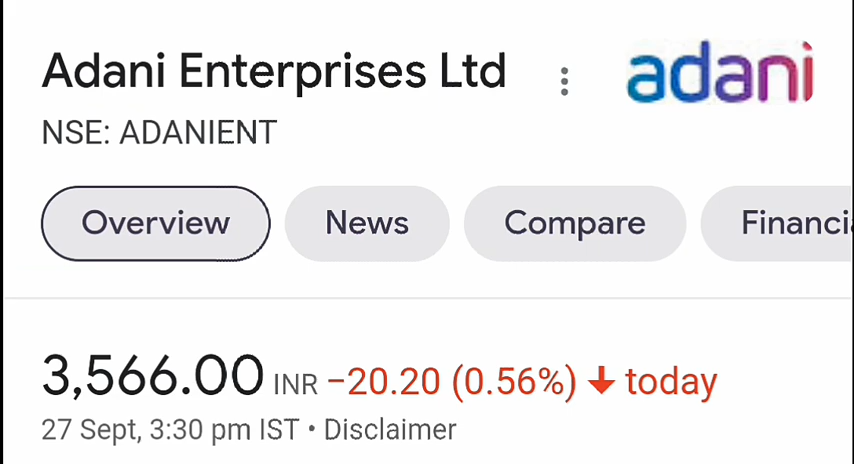 Adani Enterprises Ltd
adani
NSE: ADANIENT
Overview News Compare
3,566.00 INR −20.20 (0.56%) ↓ today
27 Sept, 3:30 pm IST • Disclaimer